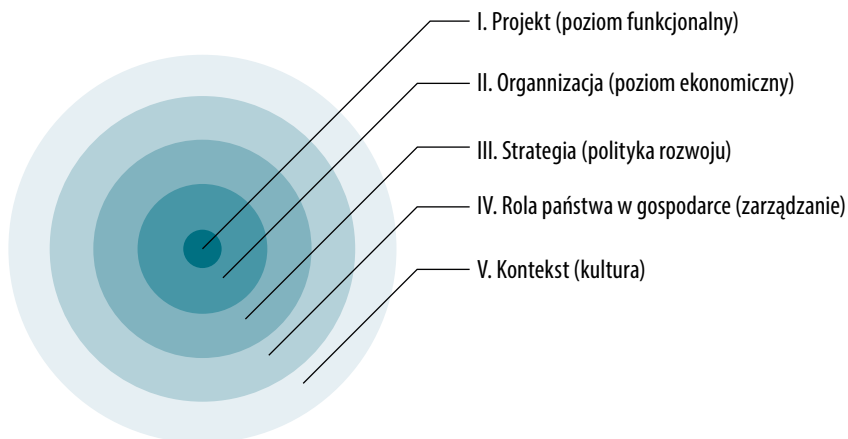 I. Projekt (poziom funkcjonalny)
II. Organnizacja (poziom ekonomiczny)
III. Strategia (polityka rozwoju)
IV. Rola państwa w gospodarce (zarządzanie)
V. Kontekst (kultura)